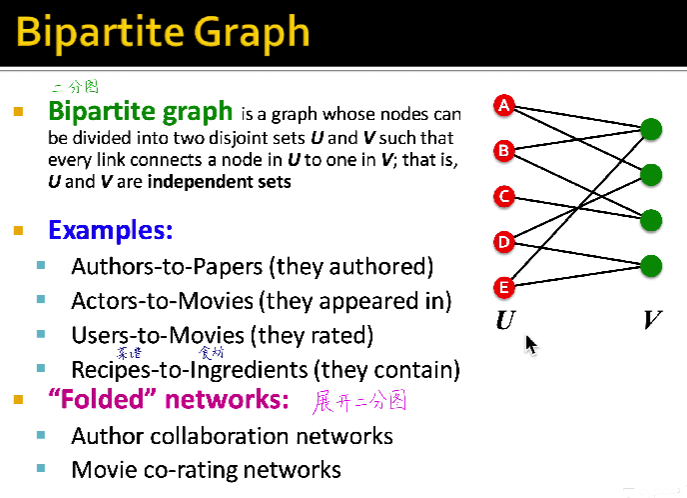 Bipartite Graph
二分图
Bipartite graph is a graph whose nodes can
be divided into two disjoint sets U and V such that
every link connects a node in U to one in V; that is,
U and V are independent sets
Examples:
Authors-to-Papers (they authored)
Actors-to-Movies (they appeared in)
Users-to-Movies (they rated)
菜谱
Recipes-to-Ingredients (they contain)
"Folded" networks: 展开二分图
Author collaboration networks
Movie co-rating networks
A
B
C
D
E
U V